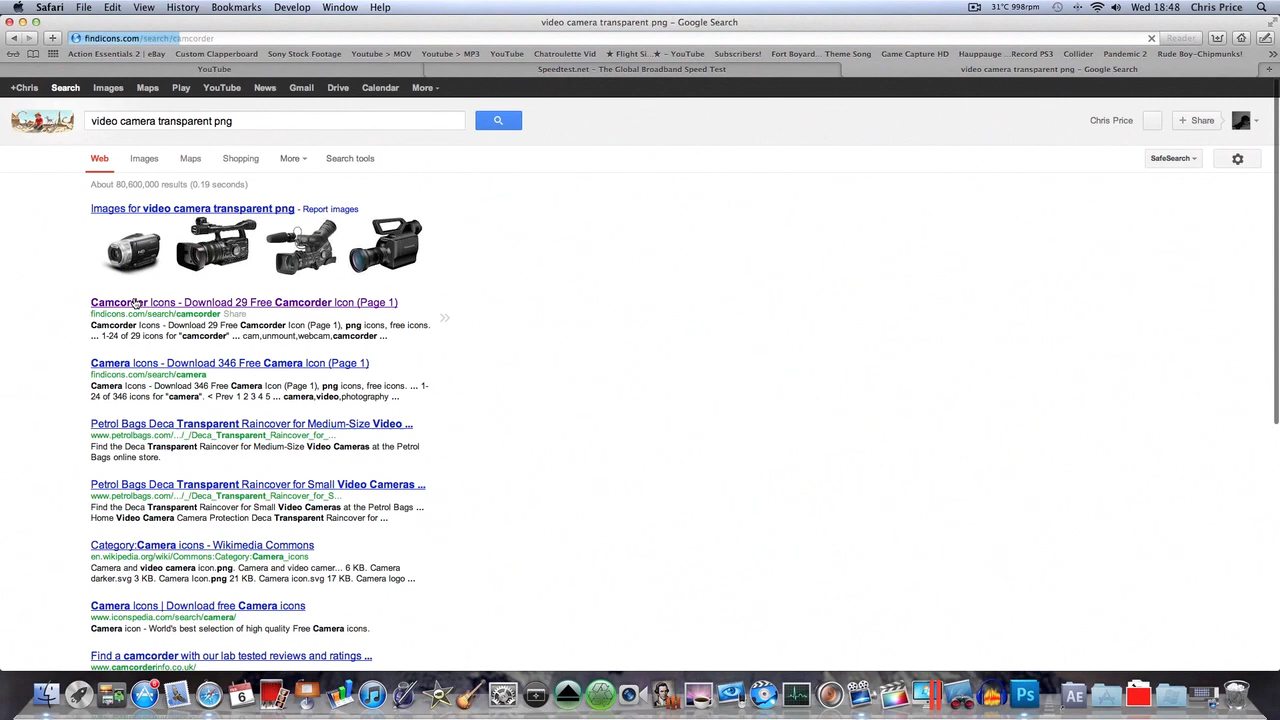 Safari File Edit View History Bookmarks Develop Window Help 31°C 998rpm Wed 18:48 Chris Price
video camera transparent png - Google Search
findicons.com/search/camcorder Reader
Action Essentials 2 | eBay Custom Clapperboard Sony Stock Footage Youtube > MOV Youtube > MP3 YouTube Chatroulette Vid ★ Flight Si... ★ - YouTube Subscribers! Fort Boyard.. Theme Song Game Capture HD Hauppauge Record PS3 Collider Pandemic 2 Rude Boy-Chipmunks!
YouTube Speedtest.net - The Global Broadband Speed Test video camera transparent png - Google Search
+Chris Search Images Maps Play YouTube News Gmail Drive Calendar More
video camera transparent png Chris Price + Share
Web Images Maps Shopping More Search tools SafeSearch
About 80,600,000 results (0.19 seconds)
Images for video camera transparent png - Report images
Camcorder Icons - Download 29 Free Camcorder Icon (Page 1)
findicons.com/search/camcorder Share
Camcorder Icons - Download 29 Free Camcorder Icon (Page 1), png icons, free icons.
... 1-24 of 29 icons for "camcorder" ... cam,unmount,webcam,camcorder ...
Camera Icons - Download 346 Free Camera Icon (Page 1)
findicons.com/search/camera
Camera Icons - Download 346 Free Camera Icon (Page 1), png icons, free icons. ... 1-
24 of 346 icons for "camera". < Prev 1 2 3 4 5 ... camera,video,photography ...
Petrol Bags Deca Transparent Raincover for Medium-Size Video ...
www.petrolbags.com/.../_/Deca_Transparent_Raincover_for_...
Find the Deca Transparent Raincover for Medium-Size Video Cameras at the Petrol
Bags online store.
Petrol Bags Deca Transparent Raincover for Small Video Cameras ...
www.petrolbags.com/.../_/Deca_Transparent_Raincover_for_S...
Find the Deca Transparent Raincover for Small Video Cameras at the Petrol Bags ...
Home Video Camera Camera Protection Deca Transparent Raincover for ...
Category:Camera icons - Wikimedia Commons
en.wikipedia.org/wiki/Commons:Category:Camera_icons
Camera and video camera icon.png. Camera and video camer... 6 KB. Camera
darker.svg 3 KB. Camera Icon.png 21 KB. Camera icon.svg 17 KB. Camera logo ...
Camera Icons | Download free Camera icons
www.iconspedia.com/search/camera/
Camera icon - World's best selection of high quality Free Camera icons.
Find a camcorder with our lab tested reviews and ratings ...
www.camcorderinfo.co.uk/
6 Ps Ae